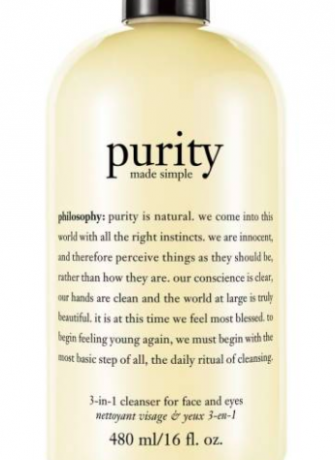 purity
made simple
philosophy: purity is natural. we come into this
world with all the right instincts. we are innocent,
and therefore perceive things as they should be,
rather than how they are. our conscience is clear,
our hands are clean and the world at large is truly
beautiful. it is at this time we feel most blessed. to
begin feeling young again, we must begin with the
most basic step of all, the daily ritual of cleansing.
3-in-1 cleanser for face and eyes
nettoyant visage & yeux 3-en-1
480 ml/16 fl. oz.